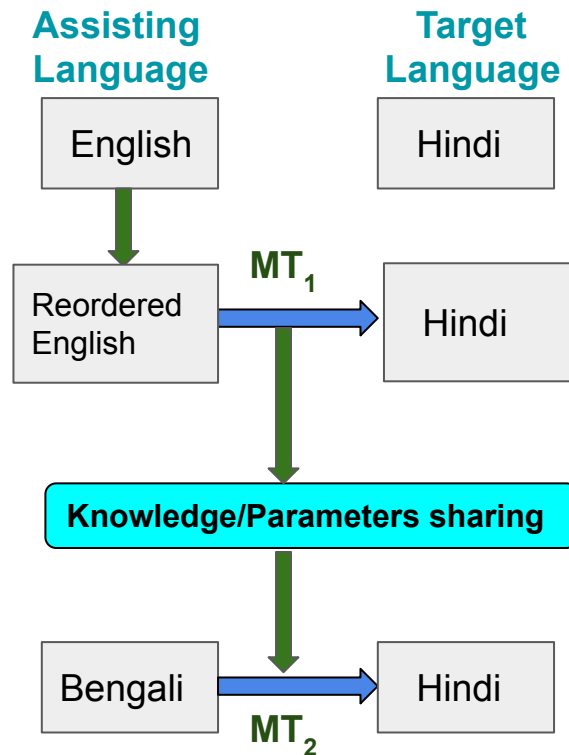 Assisting
Language
Target
Language
English
Hindi
MT₁
Reordered
English
Hindi
Knowledge/Parameters sharing
Bengali
Hindi
MT₂